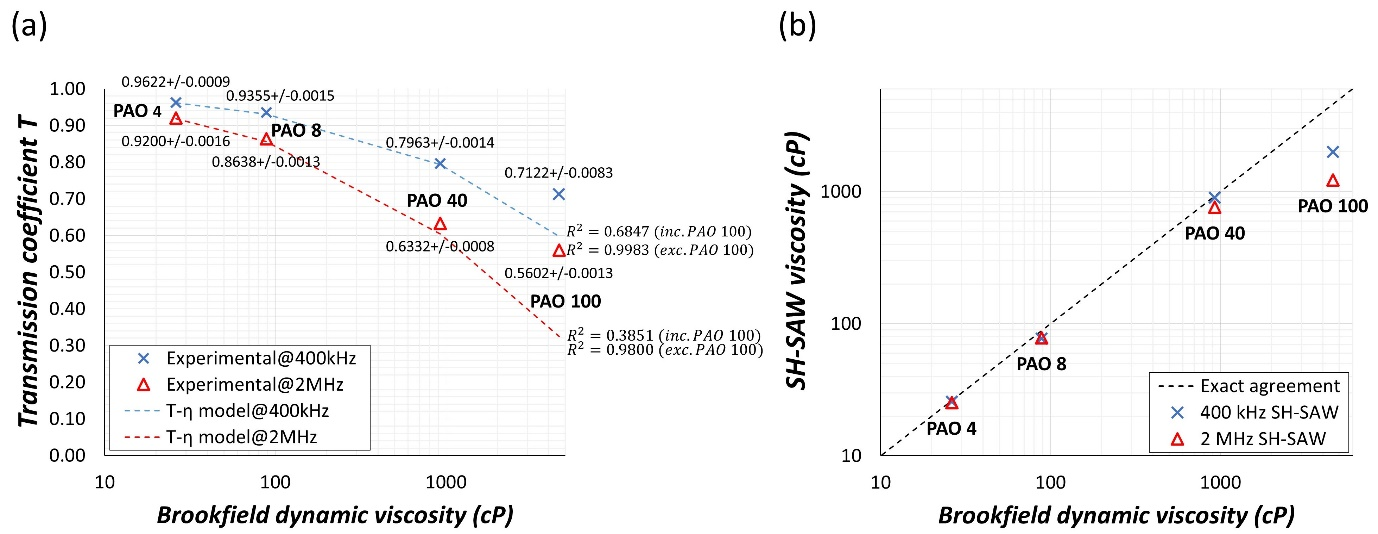 (a)
Transmission coefficient T
1.00
0.90
0.80
0.70
0.60
0.50
0.40
0.30
0.20
0.10
0.00
10
100
1000
Brookfield dynamic viscosity (cP)
0.9622+/-0.0009
0.9355+/-0.0015
PAO 4
PAO 8
0.9200+/-0.0016
0.8638+/-0.0013
0.7963+/-0.0014
0.7122+/-0.0083
PAO 40
0.6332+/-0.0008
R² = 0.6847 (inc. PAO 100)
R² = 0.9983 (exc. PAO 100)
0.5602+/-0.0013
PAO 100
R² = 0.3851 (inc. PAO 100)
R² = 0.9800 (exc. PAO 100)
Experimental@400kHz
Experimental@2MHz
T-η model@400kHz
T-η model@2MHz
(b)
SH-SAW viscosity (cP)
1000
100
10
10
100
1000
Brookfield dynamic viscosity (cP)
PAO 100
PAO 40
PAO 8
PAO 4
Exact agreement
400 kHz SH-SAW
2 MHz SH-SAW